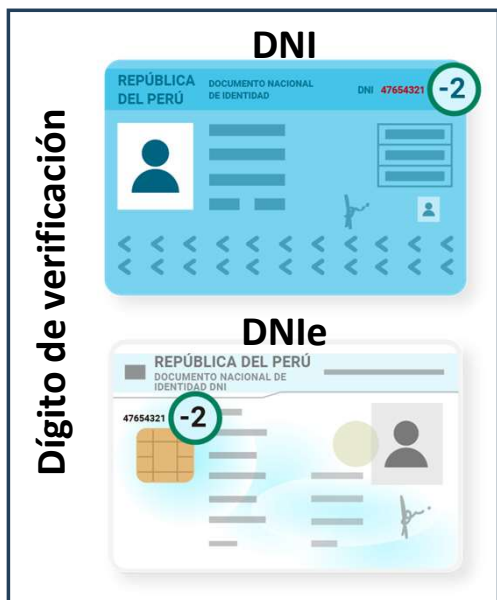 Dígito de verificación
DNI
REPÚBLICA
DEL PERÚ
DOCUMENTO NACIONAL
DE IDENTIDAD
DNI 47654321 -2
DNIe
REPÚBLICA DEL PERÚ
DOCUMENTO NACIONAL DE
IDENTIDAD DNI
47654321 -2